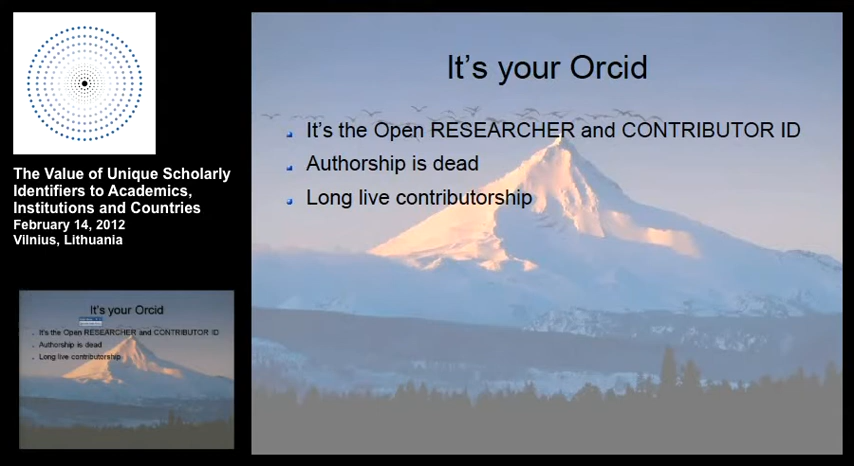 The Value of Unique Scholarly
Identifiers to Academics,
Institutions and Countries
February 14, 2012
Vilnius, Lithuania
It's your Orcid
It's the Open RESEARCHER and CONTRIBUTOR ID
Authorship is dead
Long live contributorship
It's your Orcid
It's the Open RESEARCHER and CONTRIBUTOR ID
Authorship is dead
Long live contributorship